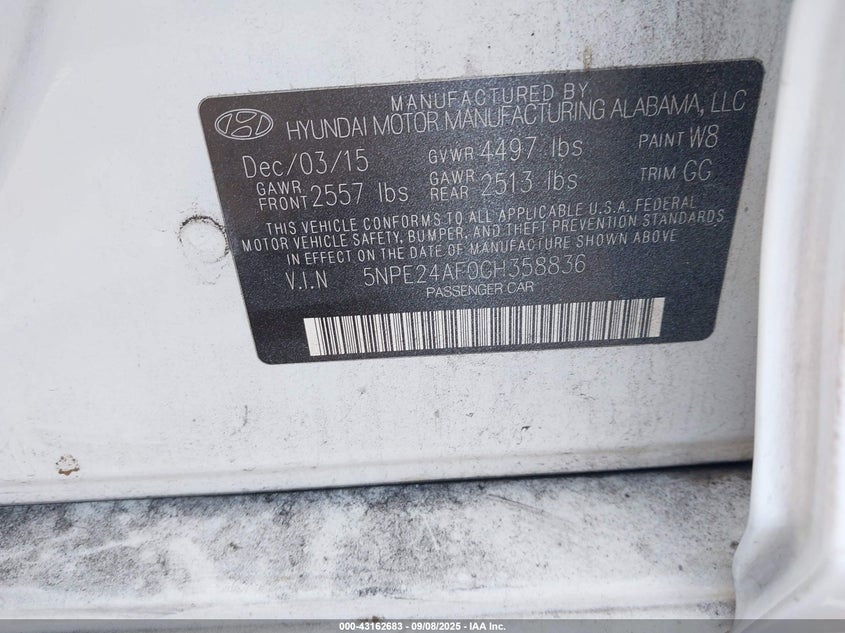 MANUFACTURED BY
HYUNDAI MOTOR MANUFACTURING ALABAMA, LLC
Dec/03/15 GVWR 4497 lbs PAINT W8
GAWR FRONT 2557 lbs GAWR REAR 2513 lbs TRIM GG
THIS VEHICLE CONFORMS TO ALL APPLICABLE U.S.A. FEDERAL
MOTOR VEHICLE SAFETY, BUMPER, AND THEFT PREVENTION STANDARDS
IN EFFECT ON THE DATE OF MANUFACTURE SHOWN ABOVE
V.I.N 5NPE24AF0GH358836
PASSENGER CAR
000-43162683 - 09/08/2025 - IAA Inc.